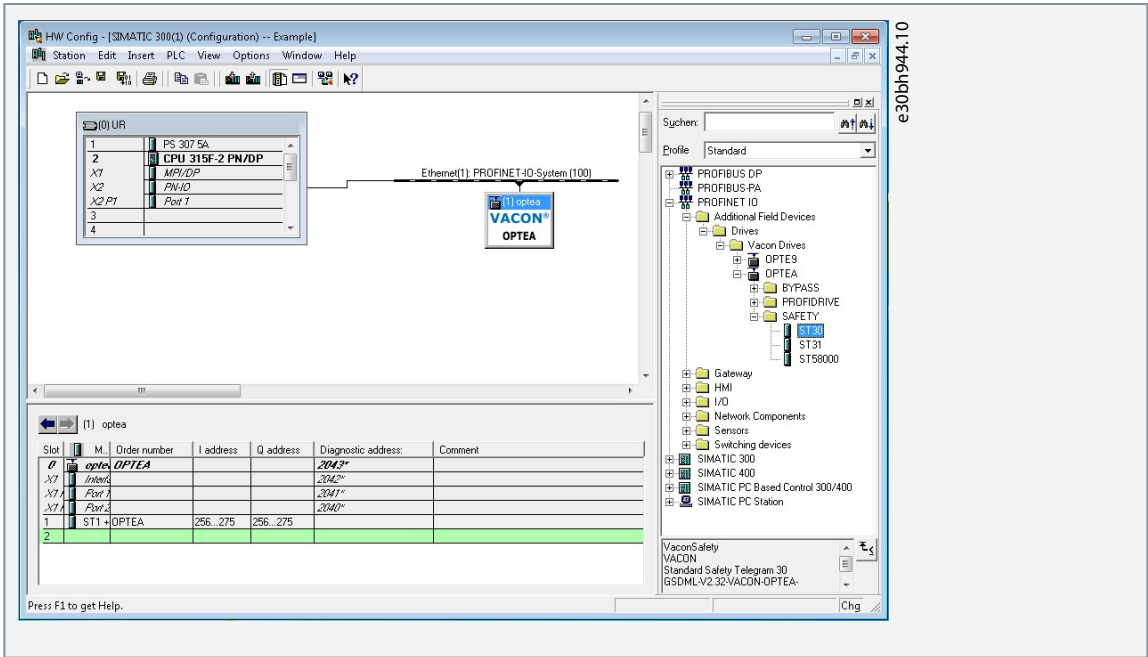 HW Config - [SIMATIC 300(1) (Configuration) -- Example]
Station Edit Insert PLC View Options Window Help
(0) UR
1 PS 307 5A
2 CPU 315F-2 PN/DP
X1 MPI/DP
X2 PN-IO
X2 P1 Port 1
3
4
Ethernet(1): PROFINET-IO-System (100)
(1) optea
VACON®
OPTEA
Suchen:
Profile Standard
PROFIBUS DP
PROFIBUS-PA
PROFINET IO
Additional Field Devices
Drives
Vacon Drives
OPTE9
OPTEA
BYPASS
PROFIDRIVE
SAFETY
ST30
ST31
ST58000
Gateway
HMI
I/O
Network Components
Sensors
Switching devices
SIMATIC 300
SIMATIC 400
SIMATIC PC Based Control 300/400
SIMATIC PC Station
VaconSafety
VACON
Standard Safety Telegram 30
GSDML-V2.32-VACON-OPTEA-
(1) optea
Slot M... Order number I address Q address Diagnostic address: Comment
0 optea OPTEA 2043*
X1 Interfa 2042*
X1 Port 1 2041*
X1 Port 2 2040*
1 ST1 + OPTEA 256...275 256...275
2
Press F1 to get Help.
Chg
e30bh944.10